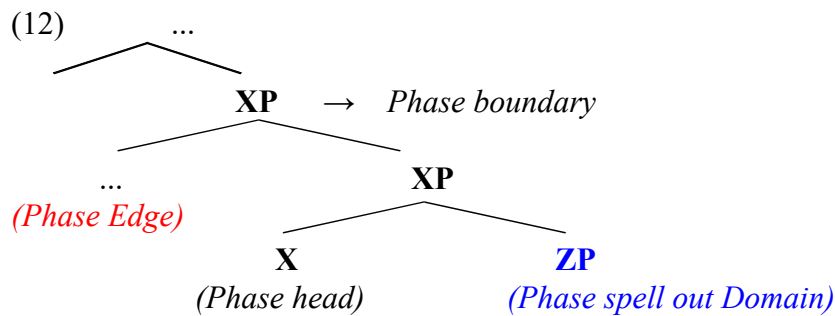 (12) ...
XP → Phase boundary
... XP
(Phase Edge)
X ZP
(Phase head) (Phase spell out Domain)